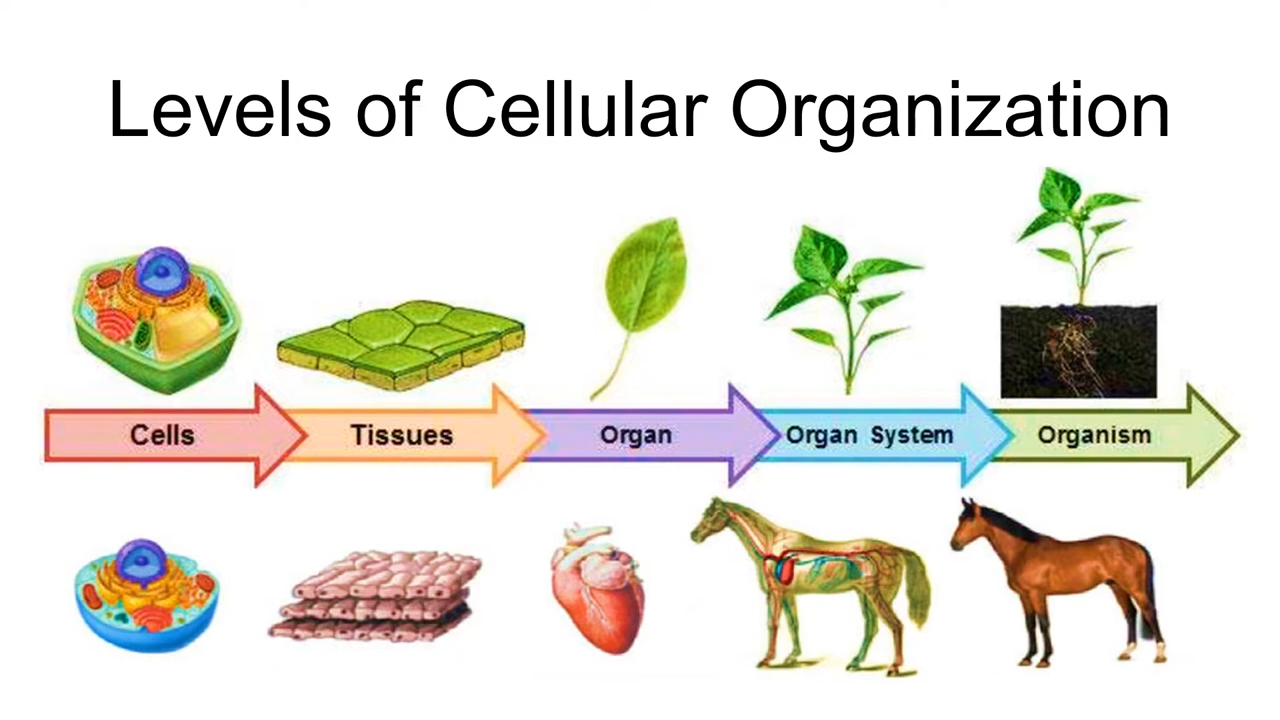 Levels of Cellular Organization
Cells
Tissues
Organ
Organ System
Organism